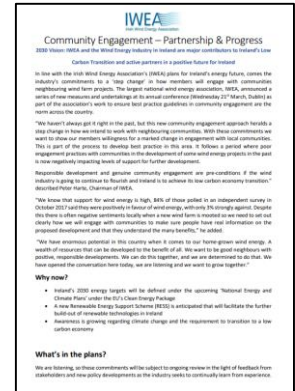 IWEA
Irish Wind Energy Association
Community Engagement – Partnership & Progress
2030 Vision: IWEA and the Wind Energy Industry in Ireland are major contributors to Ireland's Low
Carbon Transition and active partners in a positive future for Ireland
In line with the Irish Wind Energy Association's (IWEA) plans for Ireland's energy future, comes the
industry's commitments to a 'step change' in how members will engage with communities
neighbouring wind farm projects. The largest national wind energy association, IWEA, announced a
series of new measures and undertakings at its annual conference (Wednesday 21st March, Dublin) as
part of the association's work to ensure best practice guidelines in community engagement are the
norm across the country.
"We haven't always got it right in the past, but this new community engagement approach heralds a
step change in how we intend to work with neighbouring communities. With these commitments we
want to show our members willingness for a marked change in engagement with local communities.
This is part of the process to develop best practice in this area. It follows a period where poor
engagement practices with communities in the development of some wind energy projects in the past
is now negatively impacting levels of support for further development.
Responsible development and genuine community engagement are pre-conditions if the wind
industry is going to continue to flourish and Ireland is to achieve its low carbon economy transition."
described Peter Harte, Chairman of IWEA.
"We know that support for wind energy is high, 84% of those polled in an independent survey in
October 2017 said they were positively in favour of wind energy, with only 3% strongly against. Despite
this there is often negative sentiments locally when a new wind farm is mooted so we need to set out
clearly how we will engage with communities to make sure people have real information on the
proposed development and that they understand the many benefits," he added.
"We have enormous potential in this country when it comes to our home-grown wind energy. A
wealth of resources that can be developed to the benefit of all. We want to be good neighbours with
positive, responsible developments. We can do this together, and we are determined to do that. We
have opened the conversation here today, we are listening and we want to grow together."
Why now?
• Ireland's 2030 energy targets will be defined under the upcoming 'National Energy and
Climate Plans' under the EU's Clean Energy Package
• A new Renewable Energy Support Scheme (RESS) is anticipated that will facilitate the further
build-out of renewable technologies in Ireland
• Awareness is growing regarding climate change and the requirement to transition to a low
carbon economy
What's in the plans?
We are listening, so these commitments will be subject to ongoing review in the light of feedback from
stakeholders and new policy developments as the industry seeks to continually learn from experience.